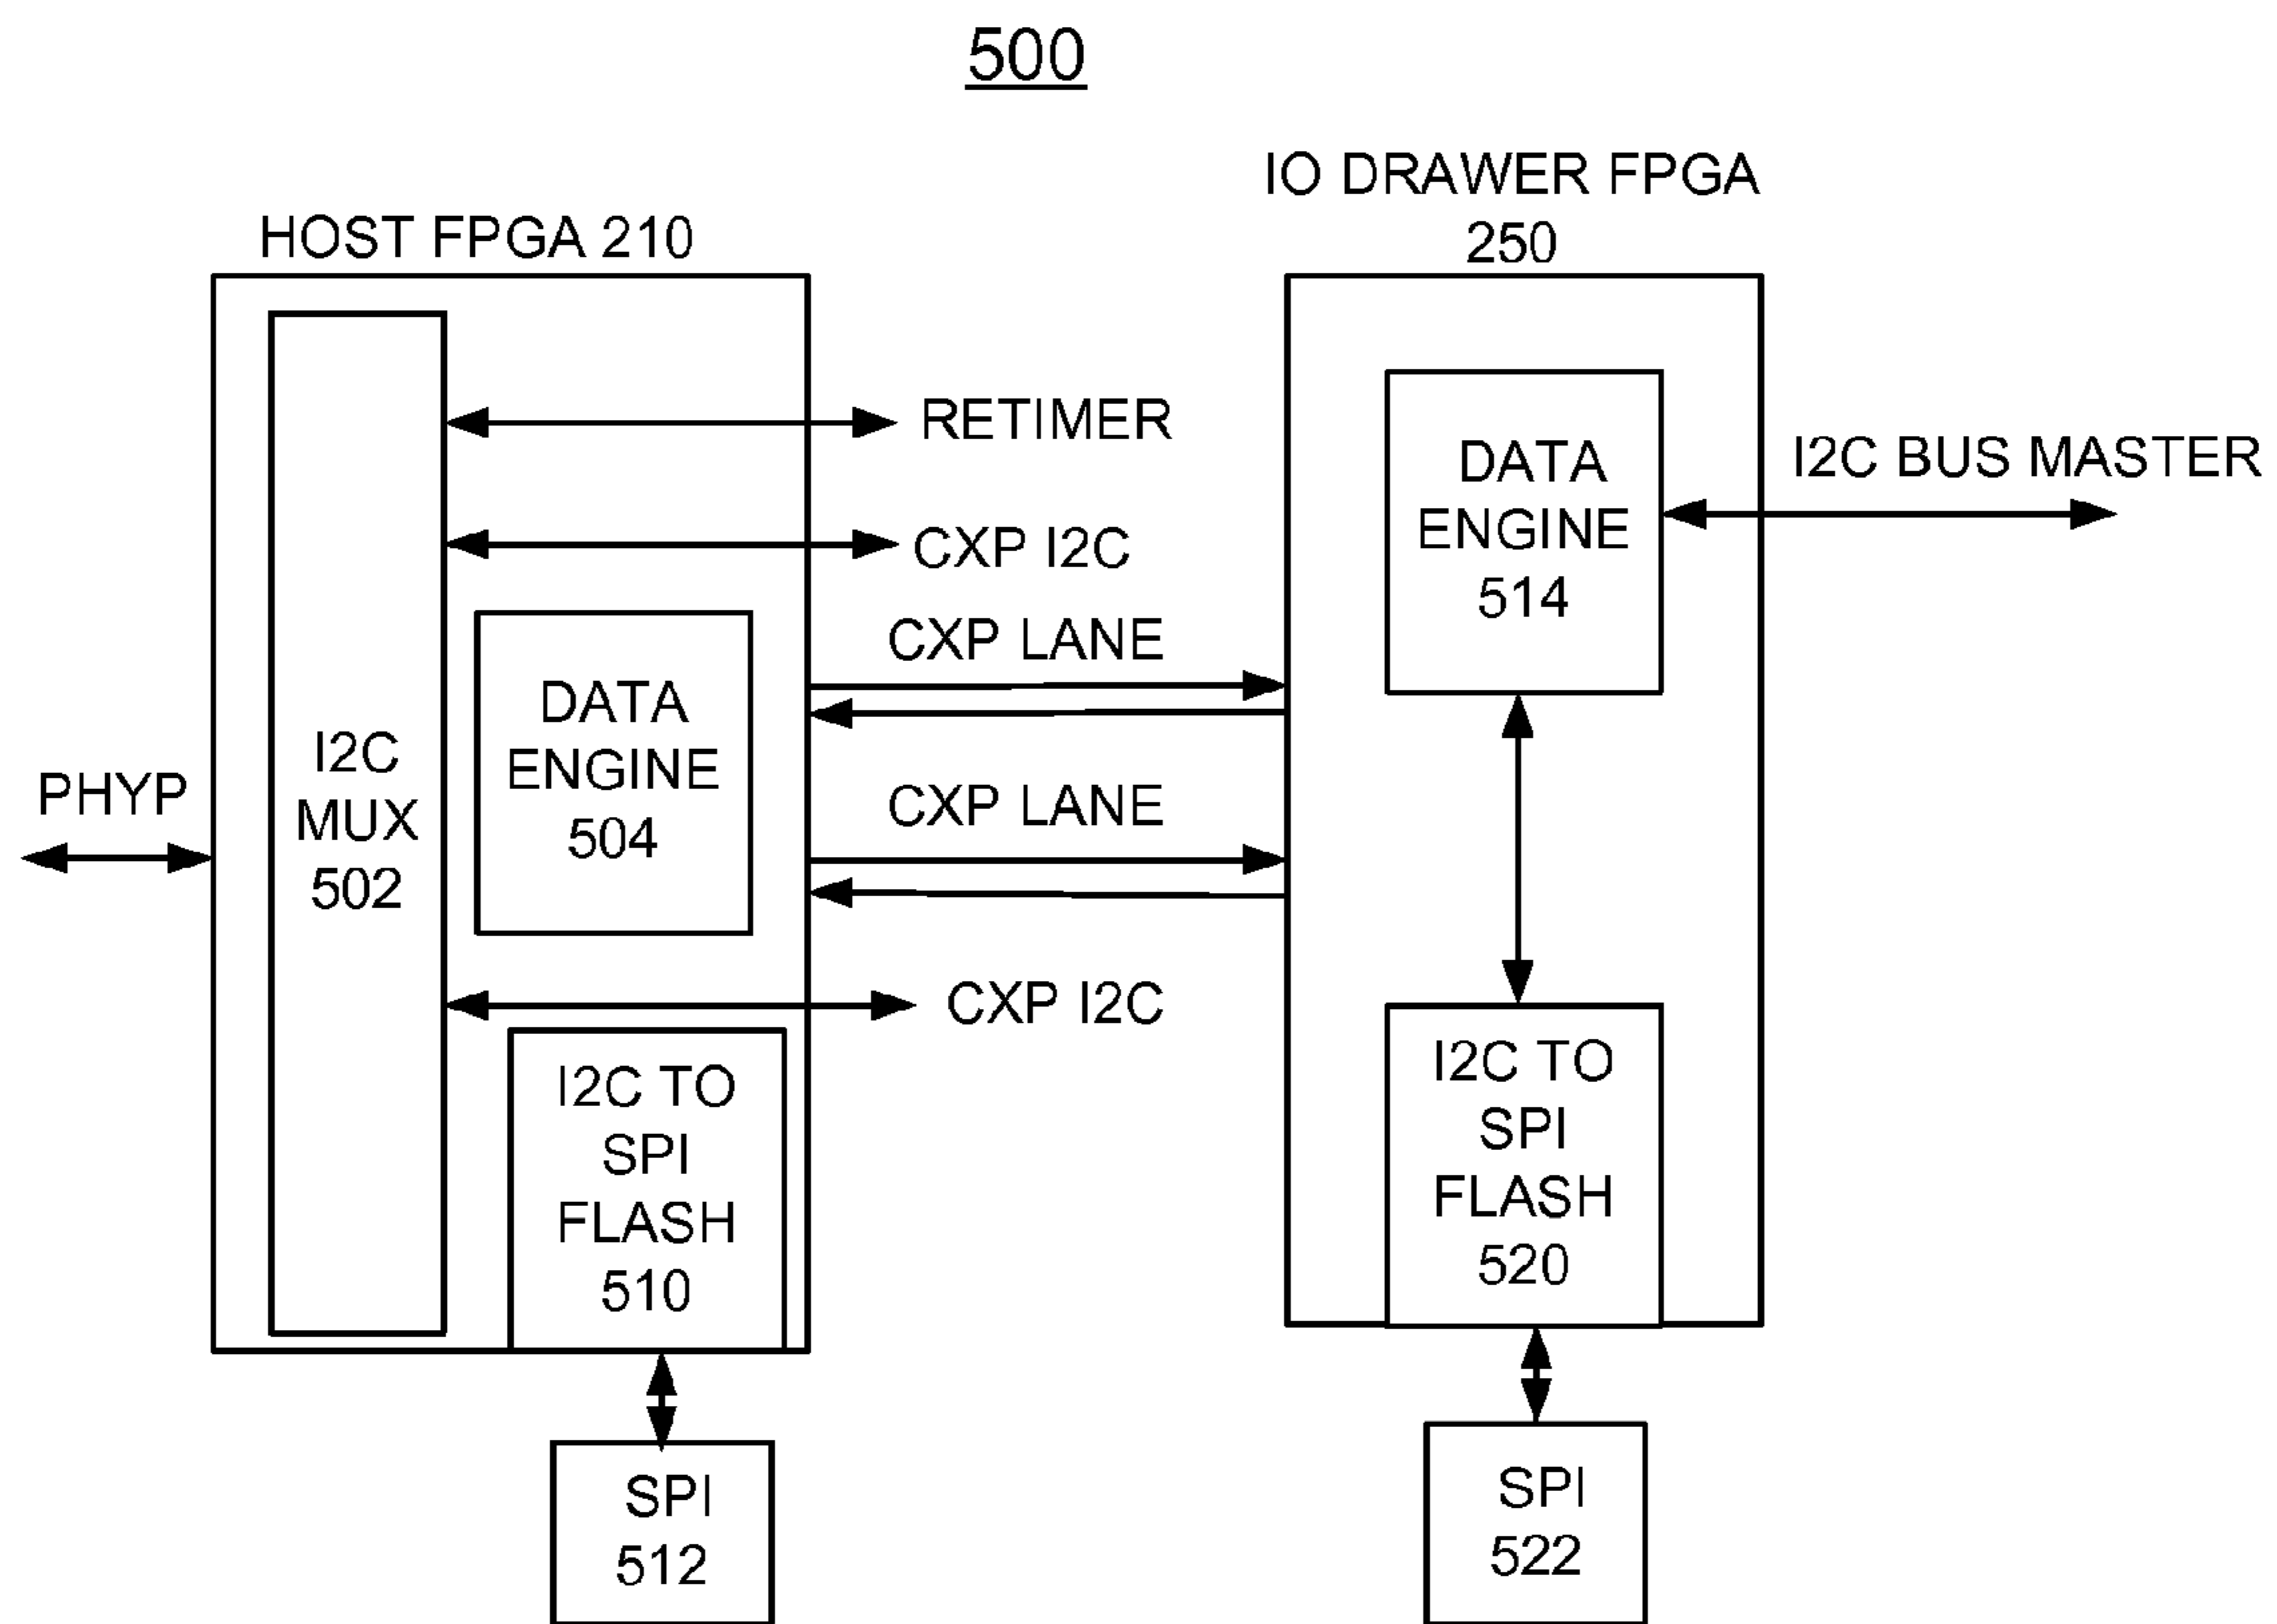 500
HOST FPGA 210
IO DRAWER FPGA
250
PHYP
I2C
MUX
502
RETIMER
CXP I2C
DATA
ENGINE
504
CXP LANE
CXP LANE
CXP I2C
I2C TO
SPI
FLASH
510
SPI
512
DATA
ENGINE
514
I2C BUS MASTER
I2C TO
SPI
FLASH
520
SPI
522